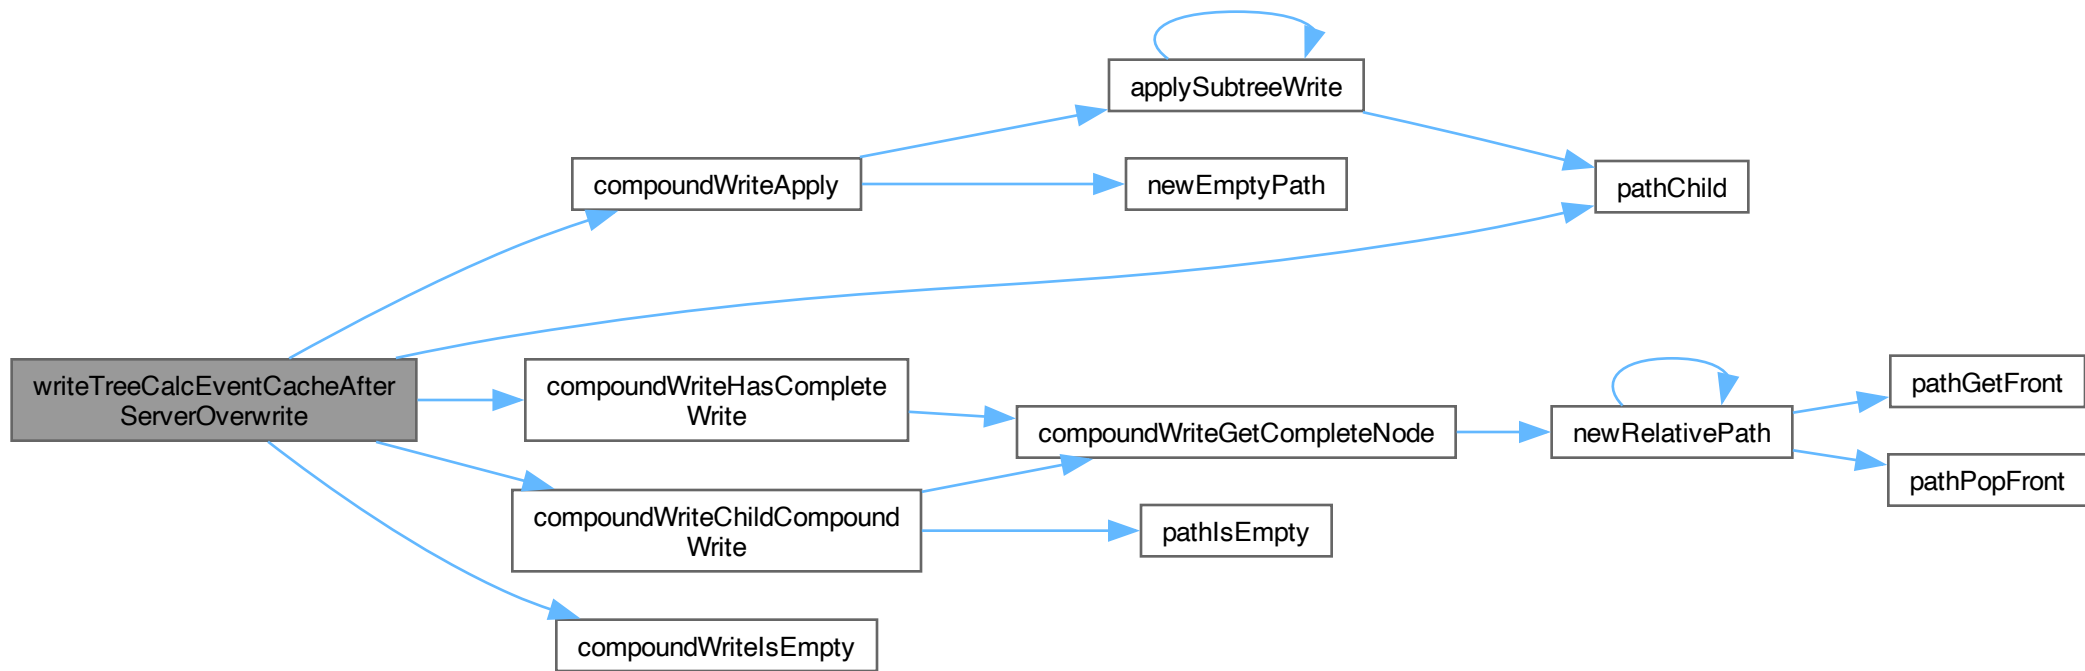 applySubtreeWrite
compoundWriteApply
newEmptyPath
pathChild
writeTreeCalcEventCacheAfter
ServerOverwrite
compoundWriteHasComplete
Write
compoundWriteGetCompleteNode
newRelativePath
pathGetFront
pathPopFront
compoundWriteChildCompound
Write
pathIsEmpty
compoundWriteIsEmpty